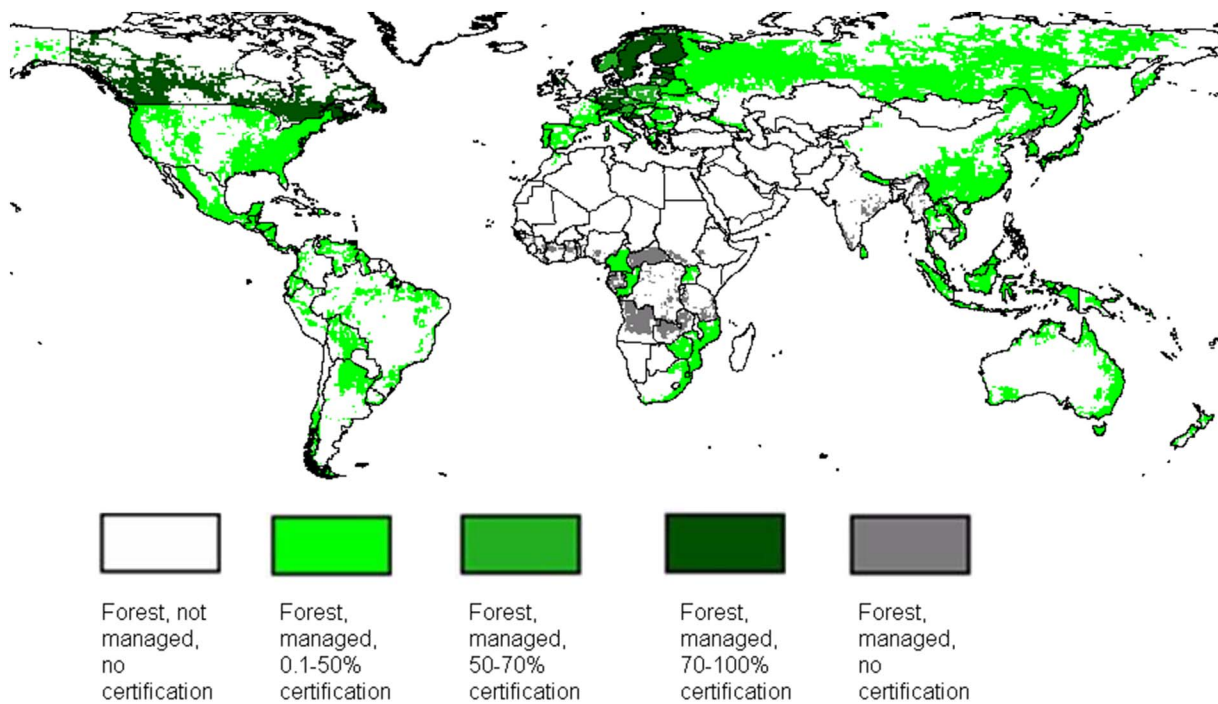 Forest, not
managed,
no
certification
Forest,
managed,
0.1-50%
certification
Forest,
managed,
50-70%
certification
Forest,
managed,
70-100%
certification
Forest,
managed,
no
certification